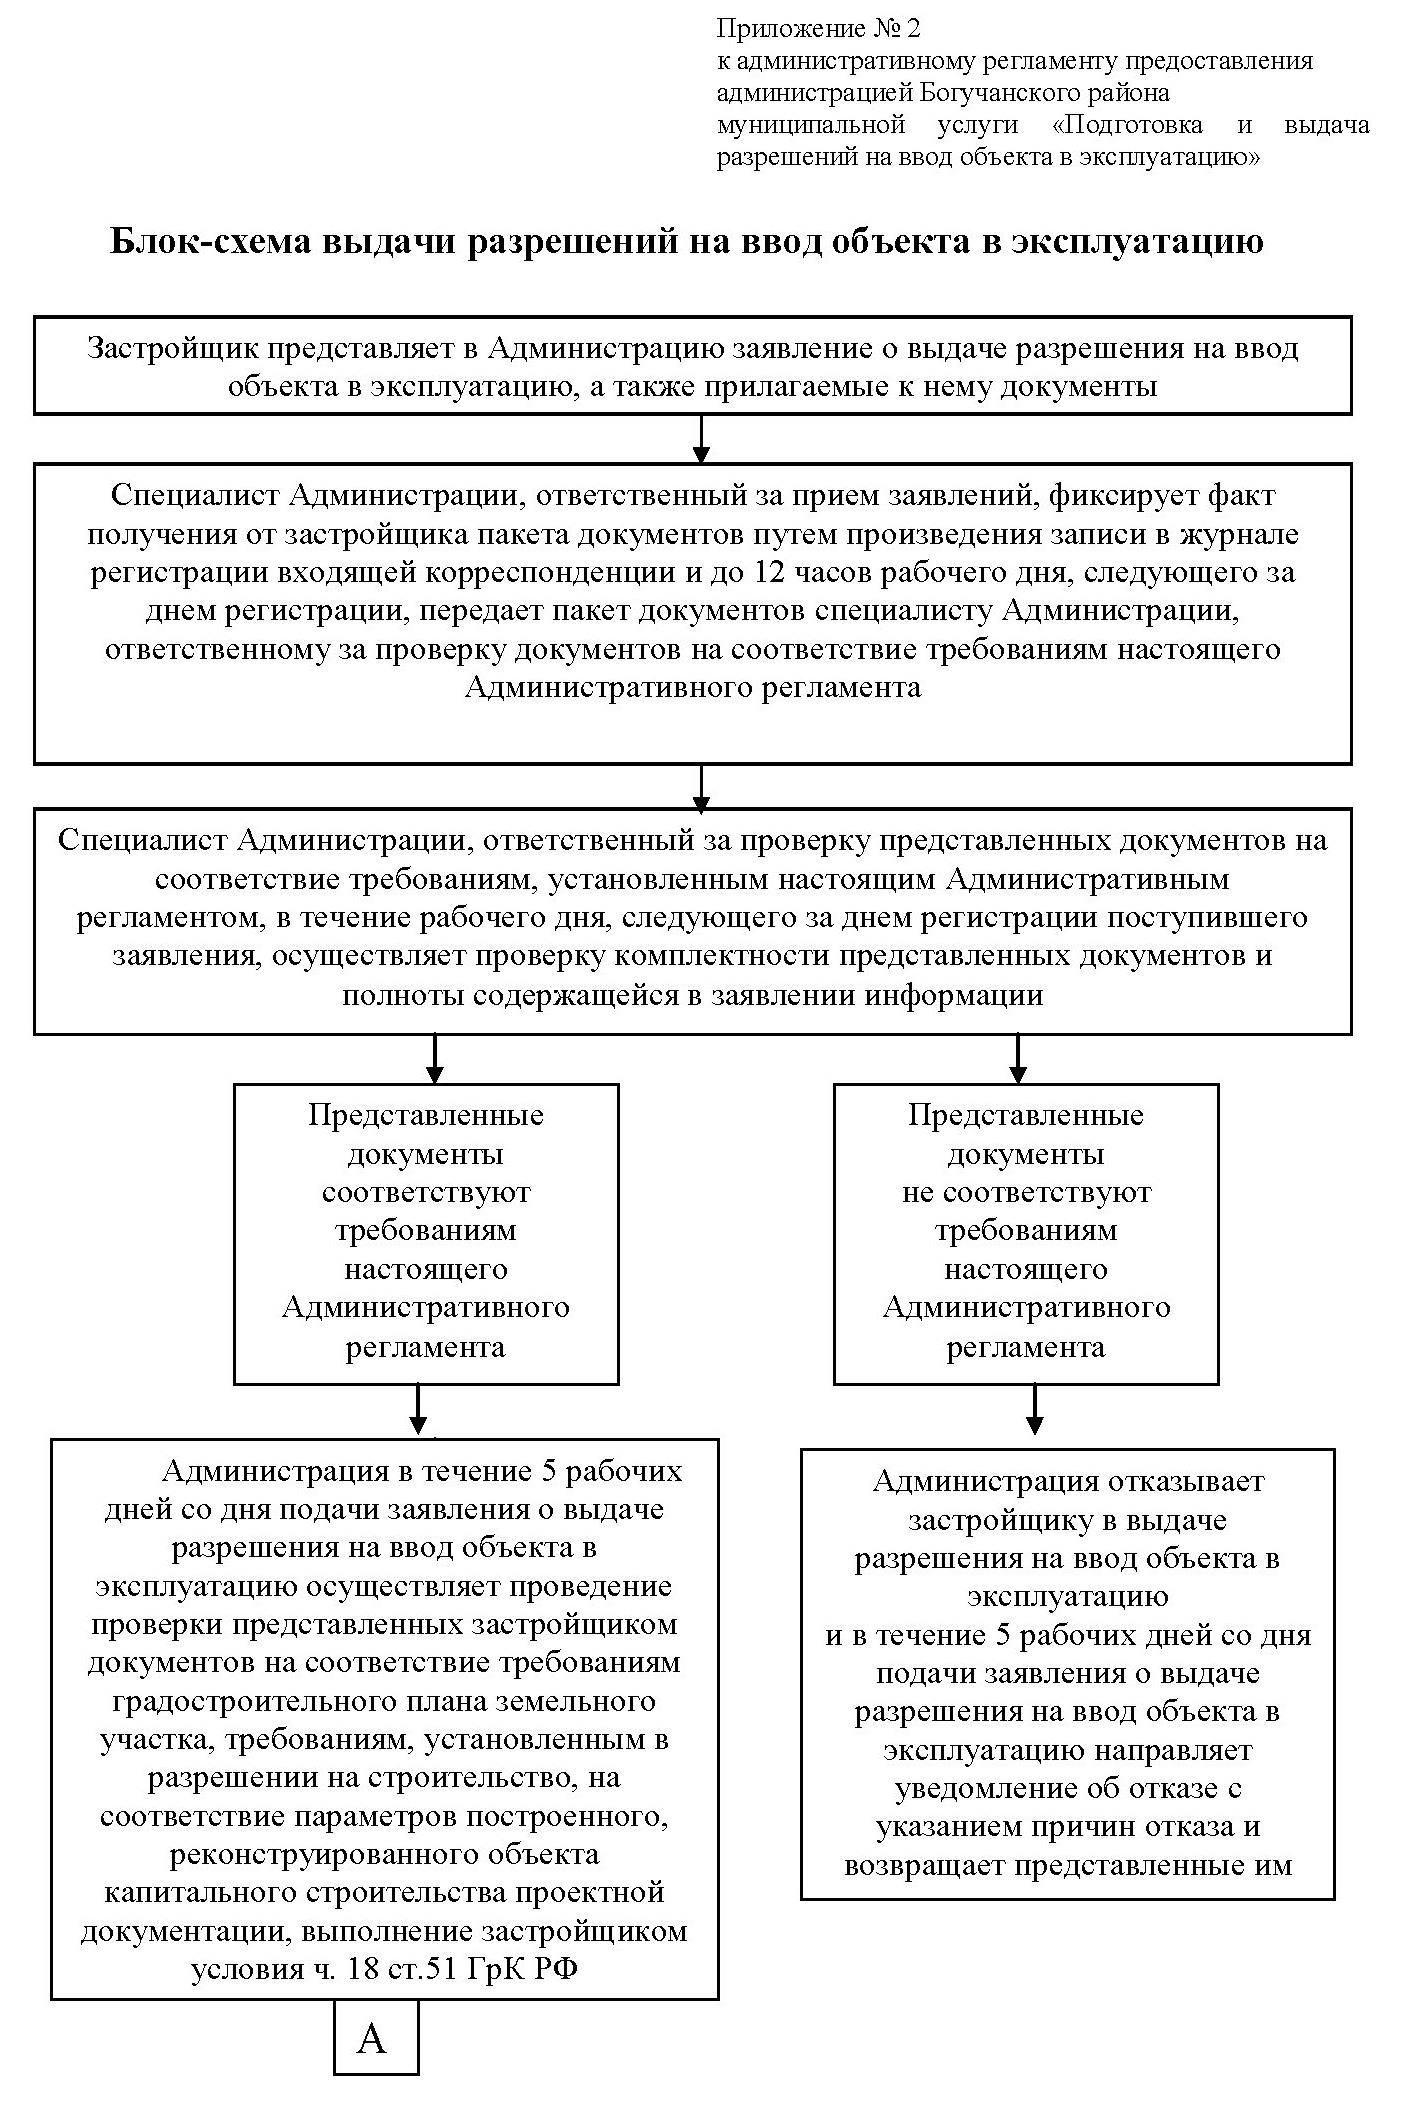 Приложение № 2
к административному регламенту предоставления
администрацией Богучанского района
муниципальной услуги «Подготовка и выдача
разрешений на ввод объекта в эксплуатацию»
Блок-схема выдачи разрешений на ввод объекта в эксплуатацию
Застройщик представляет в Администрацию заявление о выдаче разрешения на ввод
объекта в эксплуатацию, а также прилагаемые к нему документы
Специалист Администрации, ответственный за прием заявлений, фиксирует факт
получения от застройщика пакета документов путем произведения записи в журнале
регистрации входящей корреспонденции и до 12 часов рабочего дня, следующего за
днем регистрации, передает пакет документов специалисту Администрации,
ответственному за проверку документов на соответствие требованиям настоящего
Административного регламента
Специалист Администрации, ответственный за проверку представленных документов на
соответствие требованиям, установленным настоящим Административным
регламентом, в течение рабочего дня, следующего за днем регистрации поступившего
заявления, осуществляет проверку комплектности представленных документов и
полноты содержащейся в заявлении информации
Представленные
документы
соответствуют
требованиям
настоящего
Административного
регламента
Представленные
документы
не соответствуют
требованиям
настоящего
Административного
регламента
Администрация в течение 5 рабочих
дней со дня подачи заявления о выдаче
разрешения на ввод объекта в
эксплуатацию осуществляет проведение
проверки представленных застройщиком
документов на соответствие требованиям
градостроительного плана земельного
участка, требованиям, установленным в
разрешении на строительство, на
соответствие параметров построенного,
реконструированного объекта
капитального строительства проектной
документации, выполнение застройщиком
условия ч. 18 ст.51 ГрК РФ
Администрация отказывает
застройщику в выдаче
разрешения на ввод объекта в
эксплуатацию
и в течение 5 рабочих дней со дня
подачи заявления о выдаче
разрешения на ввод объекта в
эксплуатацию направляет
уведомление об отказе с
указанием причин отказа и
возвращает представленные им
А